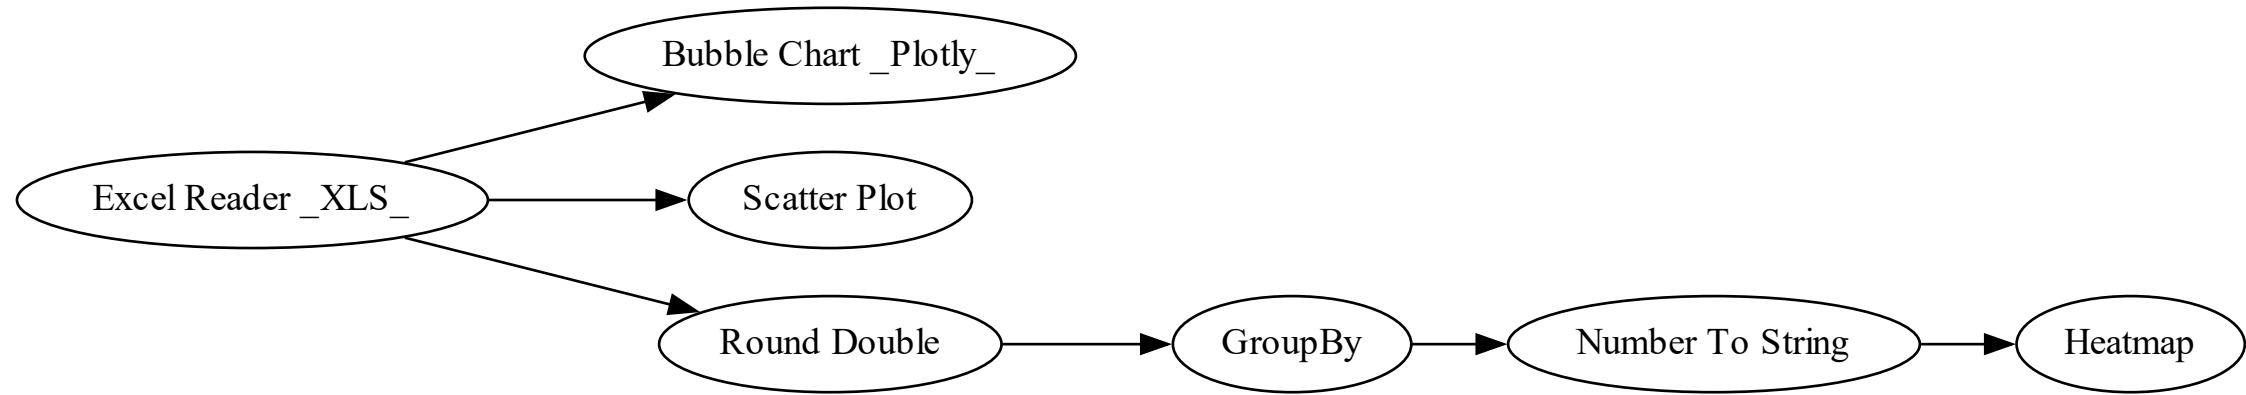 Bubble Chart _Plotly_
Excel Reader _XLS_
Scatter Plot
Round Double
GroupBy
Number To String
Heatmap